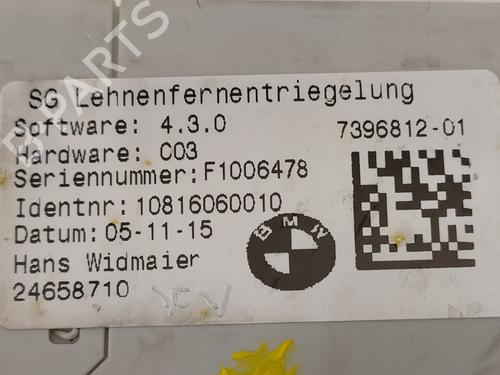 SG Lehnenfernentriegelung
Software: 4.3.0
7396812-01
Hardware: C03
Seriennummer:F1006478
Identnr:10816060010
Datum:05-11-15
BMW
Hans Widmaier
24658710